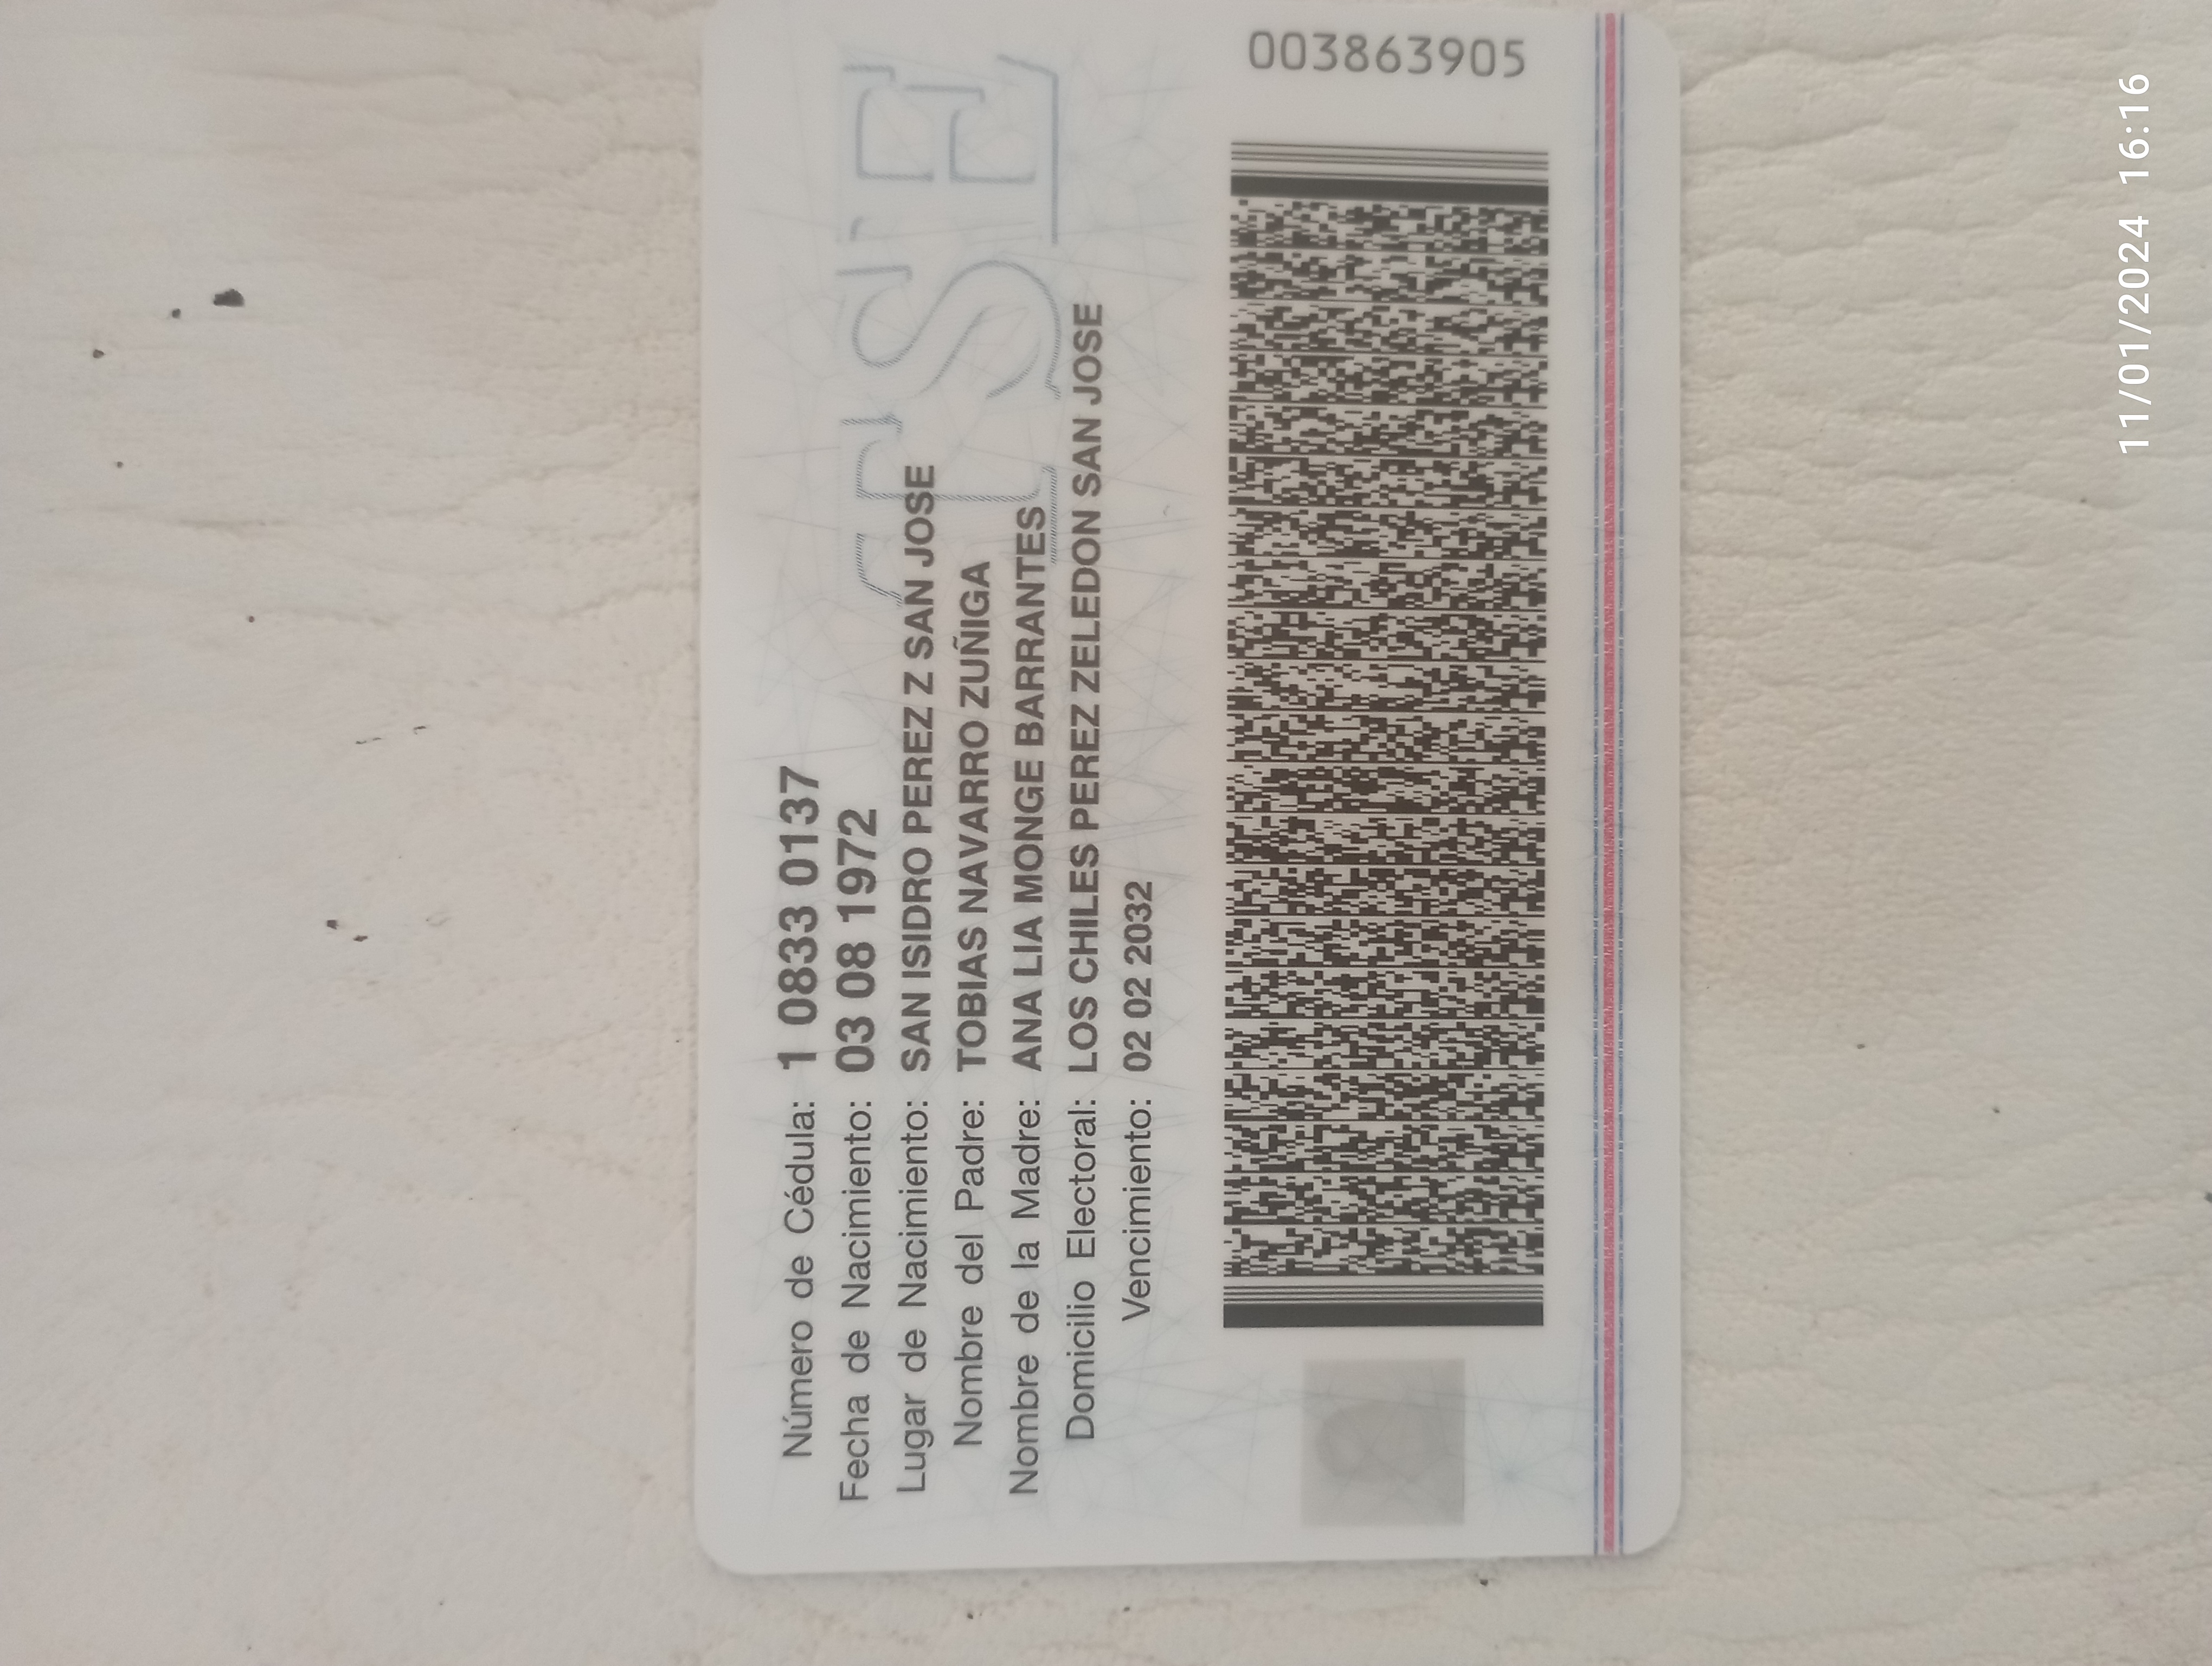 Número de Cédula: 1 0833 0137
Fecha de Nacimiento: 03 08 1972
Lugar de Nacimiento: SAN ISIDRO PEREZ Z SAN JOSE
Nombre del Padre: TOBIAS NAVARRO ZUÑIGA
Nombre de la Madre: ANA LIA MONGE BARRANTES
Domicilio Electoral: LOS CHILES PEREZ ZELEDON SAN JOSE
Vencimiento: 02 02 2032
TSE
003863905
11/01/2024 16:16